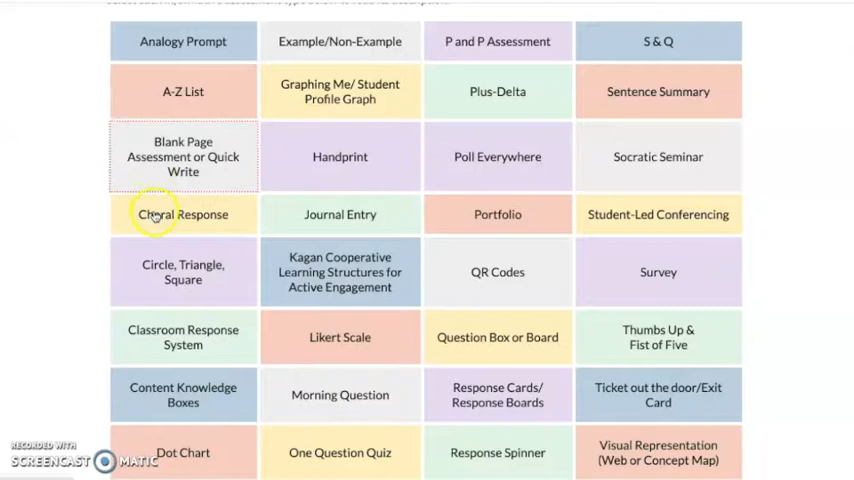 Analogy Prompt
Example/Non-Example
P and P Assessment
S & Q
A-Z List
Graphing Me/ Student
Profile Graph
Plus-Delta
Sentence Summary
Blank Page
Assessment or Quick
Write
Handprint
Poll Everywhere
Socratic Seminar
Choral Response
Journal Entry
Portfolio
Student-Led Conferencing
Circle, Triangle,
Square
Kagan Cooperative
Learning Structures for
Active Engagement
QR Codes
Survey
Classroom Response
System
Likert Scale
Question Box or Board
Thumbs Up &
Fist of Five
Content Knowledge
Boxes
Morning Question
Response Cards/
Response Boards
Ticket out the door/Exit
Card
Dot Chart
One Question Quiz
Response Spinner
Visual Representation
(Web or Concept Map)
RECORDED WITH
SCREENCAST MATIC